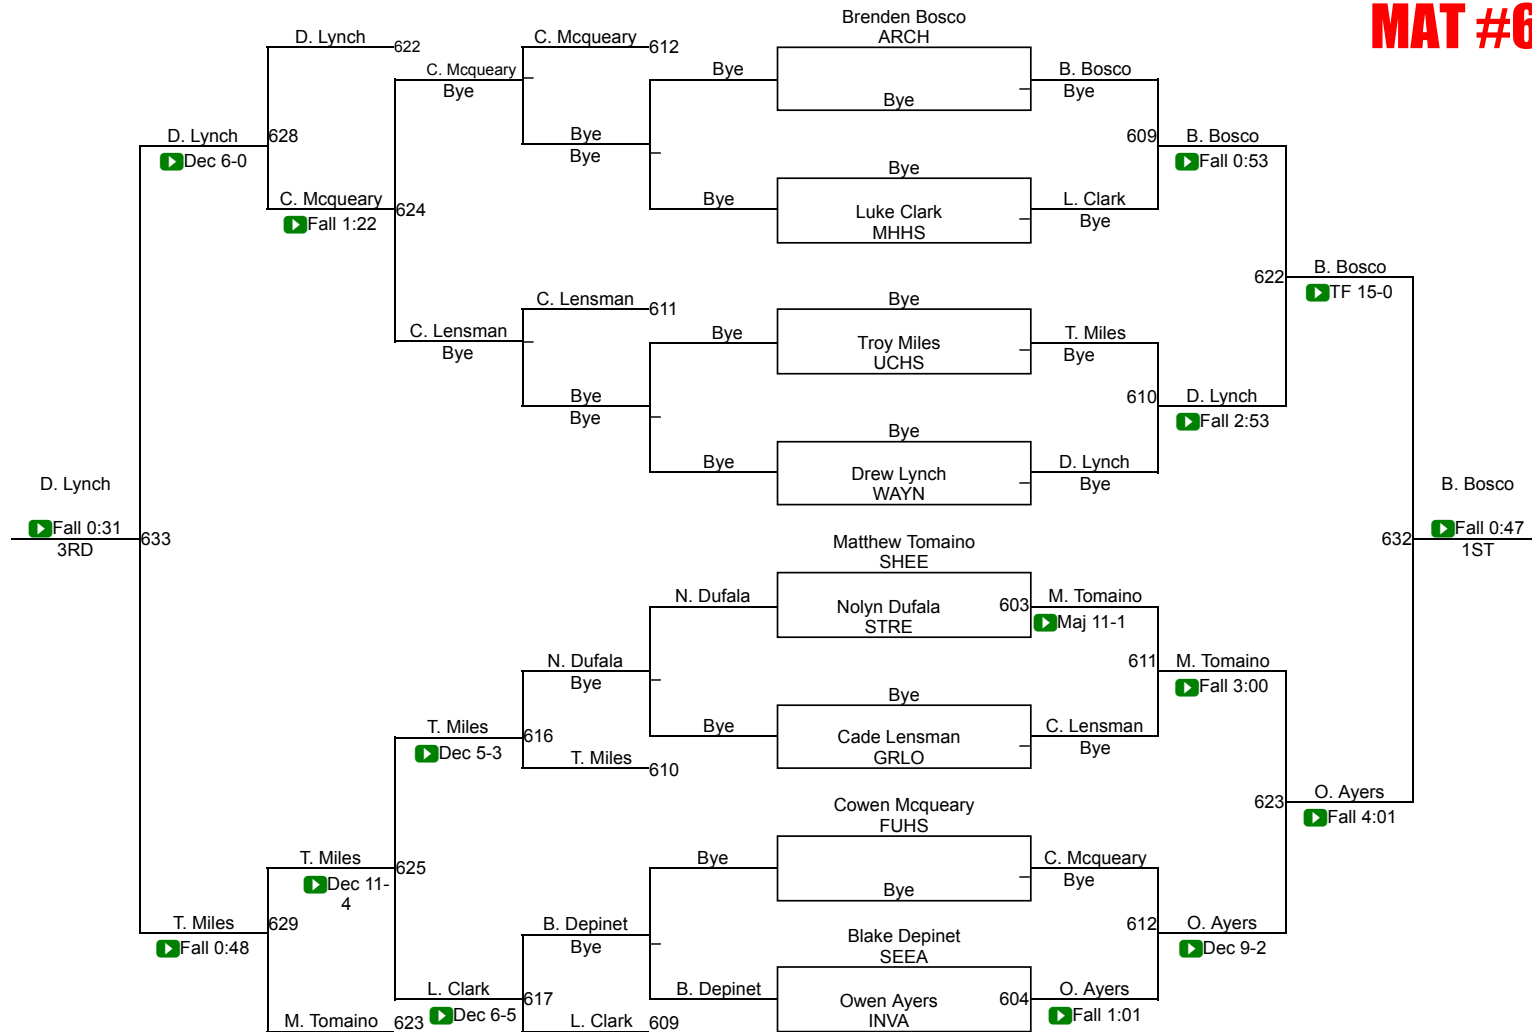 MAT #6
Brenden Bosco
ARCH
D. Lynch
622
C. Mcqueary
612
C. Mcqueary
Bye
Bye
Bye
B. Bosco
Bye
D. Lynch
628
Dec 6-0
Bye
Bye
609
B. Bosco
Fall 0:53
Bye
C. Mcqueary
624
Fall 1:22
Bye
Luke Clark
MHHS
L. Clark
Bye
622
B. Bosco
TF 15-0
C. Lensman
611
Bye
C. Lensman
Bye
Bye
Troy Miles
UCHS
T. Miles
Bye
Bye
Bye
610
D. Lynch
Fall 2:53
Bye
Bye
Drew Lynch
WAYN
D. Lynch
Bye
D. Lynch
Fall 0:31
3RD
633
B. Bosco
632
Fall 0:47
1ST
Matthew Tomaino
SHEE
N. Dufala
Nolyn Dufala
STRE
603
M. Tomaino
Maj 11-1
N. Dufala
Bye
611
M. Tomaino
Fall 3:00
Bye
T. Miles
616
Dec 5-3
Bye
Cade Lensman
GRLO
C. Lensman
Bye
T. Miles
610
623
O. Ayers
Fall 4:01
Cowen Mcqueary
FUHS
T. Miles
625
Dec 11-
4
Bye
Bye
C. Mcqueary
Bye
T. Miles
629
Fall 0:48
B. Depinet
Bye
612
O. Ayers
Dec 9-2
Blake Depinet
SEEA
L. Clark
617
Dec 6-5
B. Depinet
Owen Ayers
INVA
604
O. Ayers
Fall 1:01
M. Tomaino
623
L. Clark
609